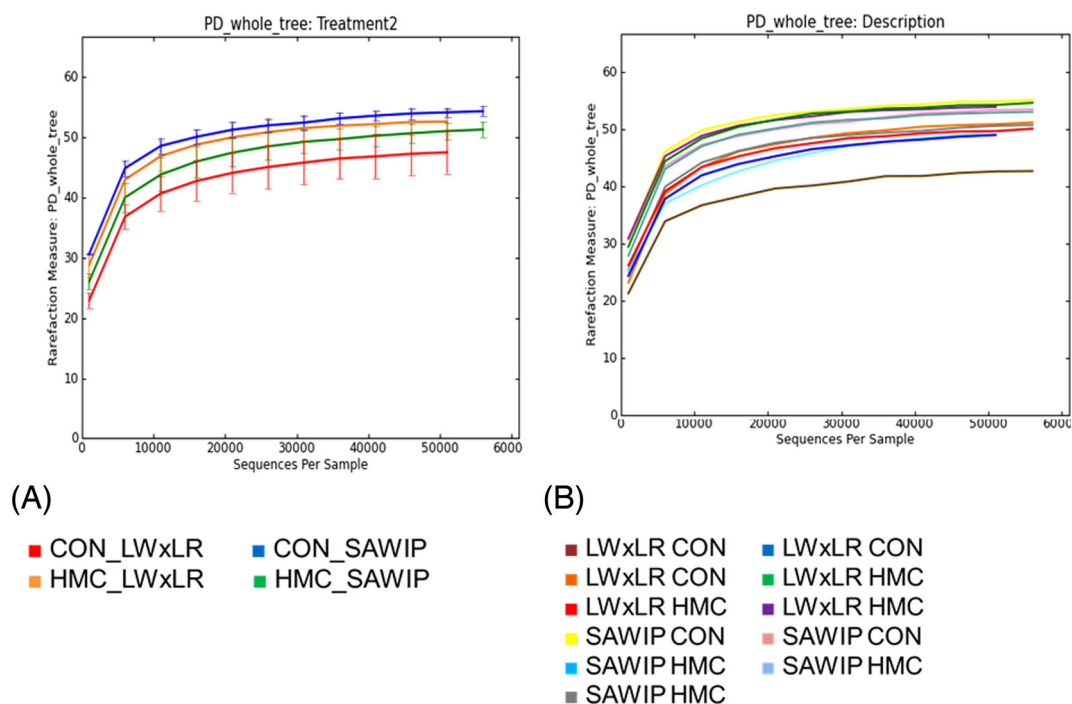 PD_whole_tree: Treatment2
Rarefaction Measure: PD_whole_tree
60
50
40
30
20
10
0
0 10000 20000 30000 40000 50000 60000
Sequences Per Sample
(A)
CON_LWxLR CON_SAWIP
HMC_LWxLR HMC_SAWIP
PD_whole_tree: Description
Rarefaction Measure: PD_whole_tree
60
50
40
30
20
10
0
0 10000 20000 30000 40000 50000 6000
Sequences Per Sample
(B)
LWxLR CON LWxLR CON
LWxLR CON LWxLR HMC
LWxLR HMC LWxLR HMC
SAWIP CON SAWIP CON
SAWIP HMC SAWIP HMC
SAWIP HMC